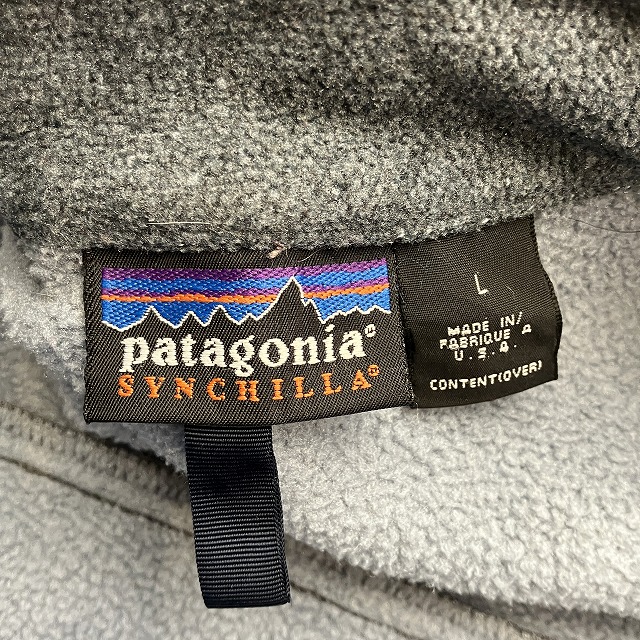 patagonia®
SYNCHILLA®
L
MADE IN/
FABRIQUE A
U.S.A.
CONTENT(OVER)